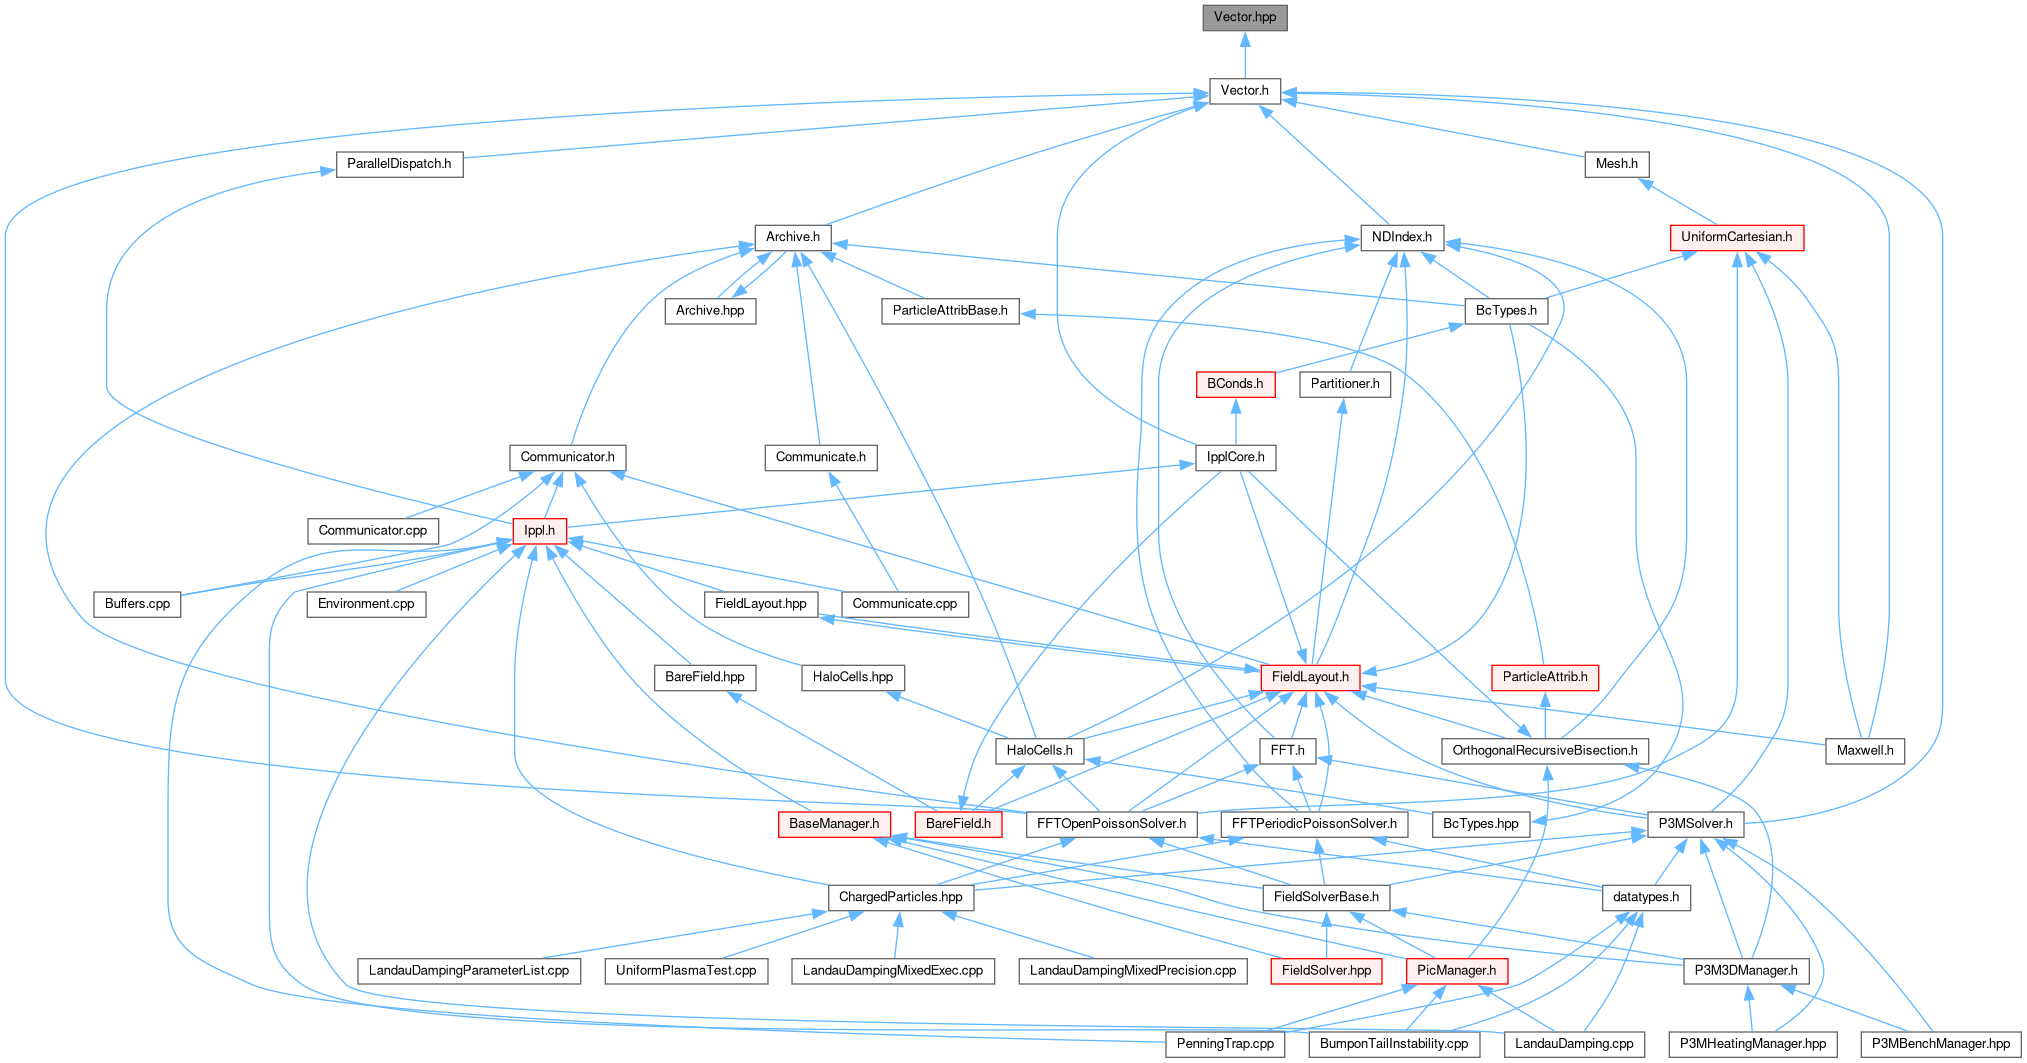 Vector.hpp
Vector.h
ParallelDispatch.h
Mesh.h
Archive.h
NDIndex.h
UniformCartesian.h
Archive.hpp
ParticleAttribBase.h
BcTypes.h
BConds.h
Partitioner.h
Communicator.h
Communicate.h
IpplCore.h
Communicator.cpp
Ippl.h
Buffers.cpp
Environment.cpp
FieldLayout.hpp
Communicate.cpp
BareField.hpp
HaloCells.hpp
FieldLayout.h
ParticleAttrib.h
HaloCells.h
FFT.h
OrthogonalRecursiveBisection.h
Maxwell.h
BaseManager.h
BareField.h
FFTOpenPoissonSolver.h
FFTPeriodicPoissonSolver.h
BcTypes.hpp
P3MSolver.h
ChargedParticles.hpp
FieldSolverBase.h
datatypes.h
LandauDampingParameterList.cpp
UniformPlasmaTest.cpp
LandauDampingMixedExec.cpp
LandauDampingMixedPrecision.cpp
FieldSolver.hpp
PicManager.h
P3M3DManager.h
PenningTrap.cpp
BumponTailInstability.cpp
LandauDamping.cpp
P3MHeatingManager.hpp
P3MBenchManager.hpp